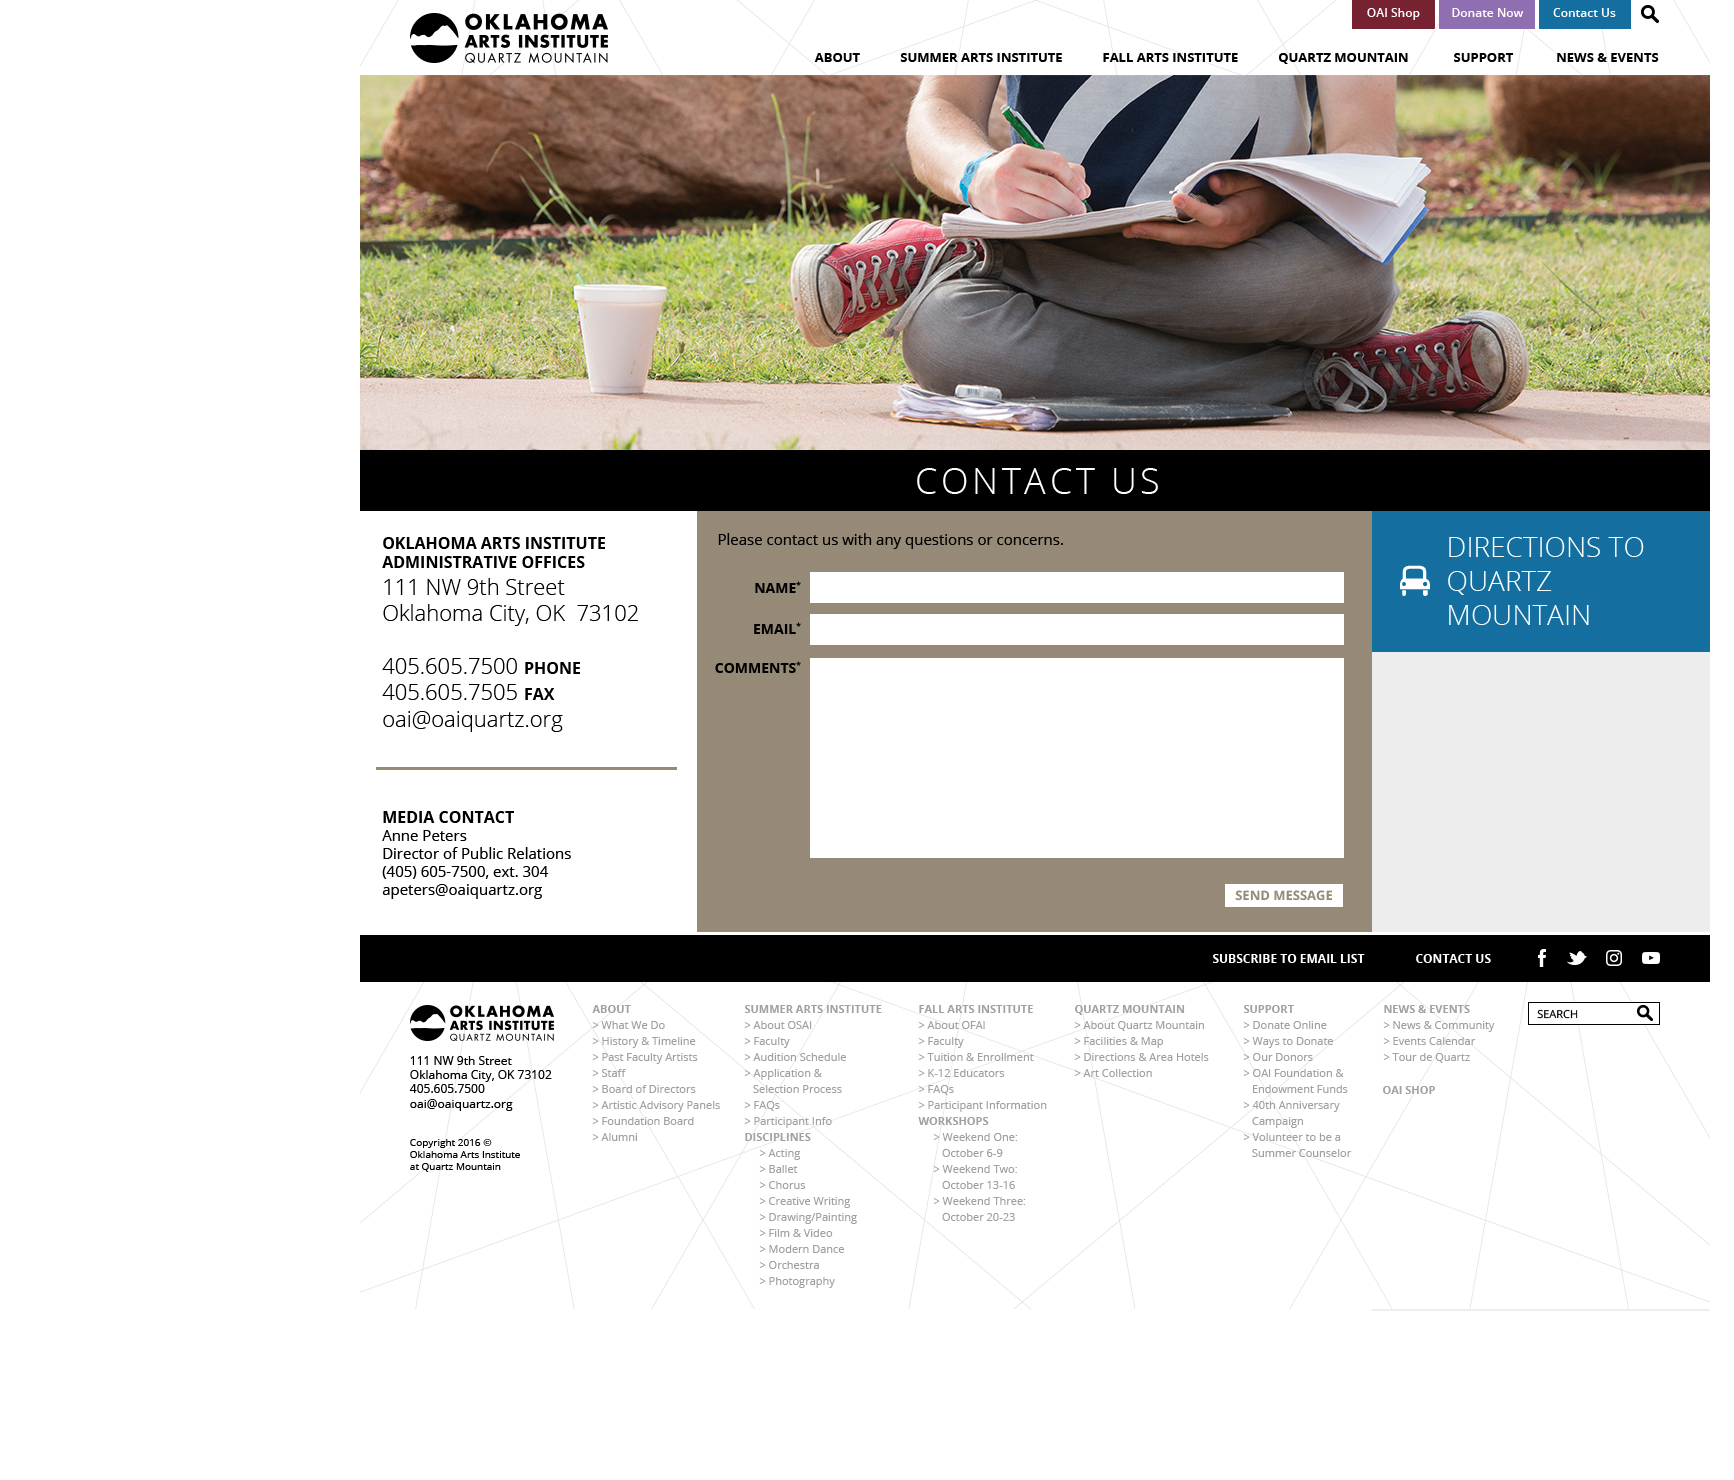 OKLAHOMA
ARTS INSTITUTE
QUARTZ MOUNTAIN
OAI Shop
Donate Now
Contact Us
ABOUT
SUMMER ARTS INSTITUTE
FALL ARTS INSTITUTE
QUARTZ MOUNTAIN
SUPPORT
NEWS & EVENTS
CONTACT US
OKLAHOMA ARTS INSTITUTE
ADMINISTRATIVE OFFICES
111 NW 9th Street
Oklahoma City, OK 73102
405.605.7500 PHONE
405.605.7505 FAX
oai@oaiquartz.org
MEDIA CONTACT
Anne Peters
Director of Public Relations
(405) 605-7500, ext. 304
apeters@oaiquartz.org
Please contact us with any questions or concerns.
NAME*
EMAIL*
COMMENTS*
SEND MESSAGE
DIRECTIONS TO
QUARTZ
MOUNTAIN
SUBSCRIBE TO EMAIL LIST
CONTACT US
OKLAHOMA
ARTS INSTITUTE
QUARTZ MOUNTAIN
111 NW 9th Street
Oklahoma City, OK 73102
405.605.7500
oai@oaiquartz.org
Copyright 2016 ©
Oklahoma Arts Institute
at Quartz Mountain
ABOUT
> What We Do
> History & Timeline
> Past Faculty Artists
> Staff
> Board of Directors
> Artistic Advisory Panels
> Foundation Board
> Alumni
SUMMER ARTS INSTITUTE
> About OSAI
> Faculty
> Audition Schedule
> Application &
Selection Process
> FAQs
> Participant Info
DISCIPLINES
> Acting
> Ballet
> Chorus
> Creative Writing
> Drawing/Painting
> Film & Video
> Modern Dance
> Orchestra
> Photography
FALL ARTS INSTITUTE
> About OFAI
> Faculty
> Tuition & Enrollment
> K-12 Educators
> FAQs
> Participant Information
WORKSHOPS
> Weekend One:
October 6-9
> Weekend Two:
October 13-16
> Weekend Three:
October 20-23
QUARTZ MOUNTAIN
> About Quartz Mountain
> Facilities & Map
> Directions & Area Hotels
> Art Collection
SUPPORT
> Donate Online
> Ways to Donate
> Our Donors
> OAI Foundation &
Endowment Funds
> 40th Anniversary
Campaign
> Volunteer to be a
Summer Counselor
NEWS & EVENTS
> News & Community
> Events Calendar
> Tour de Quartz
OAI SHOP
SEARCH